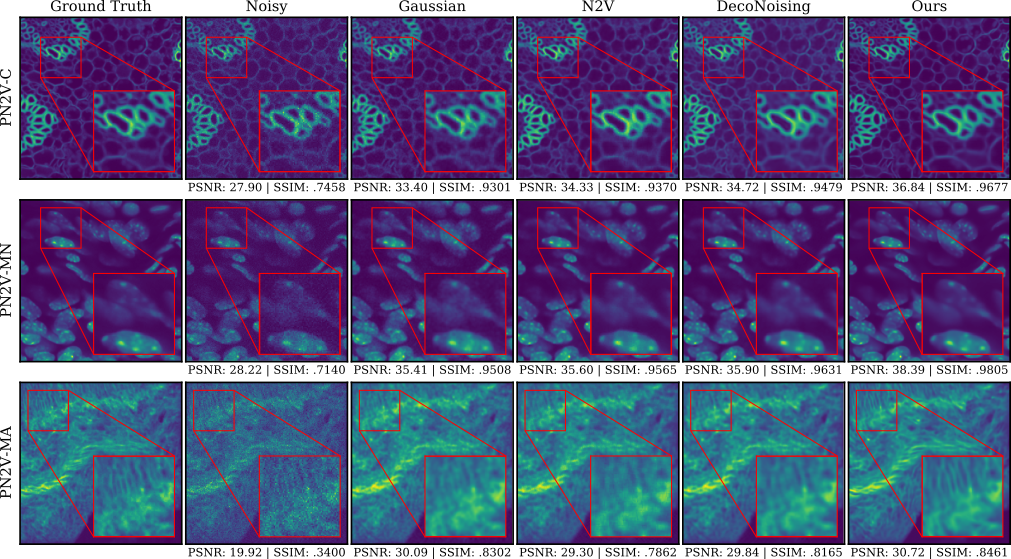 Ground Truth Noisy Gaussian N2V DecoNoising Ours
PN2V-C
PSNR: 27.90 | SSIM: .7458 PSNR: 33.40 | SSIM: .9301 PSNR: 34.33 | SSIM: .9370 PSNR: 34.72 | SSIM: .9479 PSNR: 36.84 | SSIM: .9677
PN2V-MN
PSNR: 28.22 | SSIM: .7140 PSNR: 35.41 | SSIM: .9508 PSNR: 35.60 | SSIM: .9565 PSNR: 35.90 | SSIM: .9631 PSNR: 38.39 | SSIM: .9805
PN2V-MA
PSNR: 19.92 | SSIM: .3400 PSNR: 30.09 | SSIM: .8302 PSNR: 29.30 | SSIM: .7862 PSNR: 29.84 | SSIM: .8165 PSNR: 30.72 | SSIM: .8461